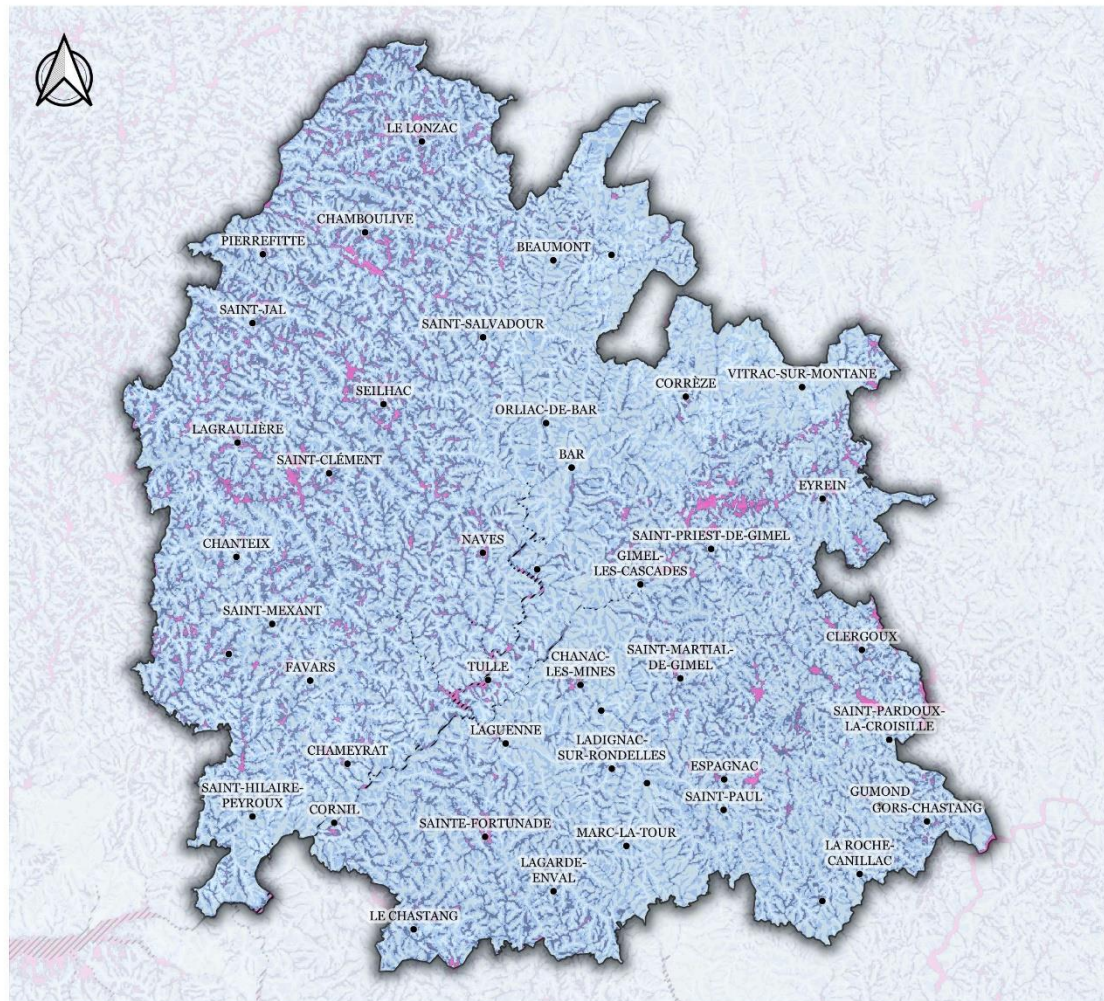 LE LONZAC
CHAMBOULIVE
PIERREFITTE
BEAUMONT
SAINT-JAL
SAINT-SALVADOUR
VITRAC-SUR-MONTANE
CORRÈZE
SEILHAC
ORLIAC-DE-BAR
LAGRAULIÈRE
BAR
SAINT-CLÉMENT
EYREIN
SAINT-PRIEST-DE-GIMEL
NAVES
CHANTEIX
GIMEL-
LES-CASCADES
SAINT-MEXANT
CLERGOUX
SAINT-MARTIAL-
DE-GIMEL
FAVARS
TULLE
CHANAC-
LES-MINES
SAINT-PARDOUX-
LA-CROISILLE
LAGUENNE
LADIGNAC-
SUR-RONDELLES
CHAMEYRAT
ESPAGNAC
SAINT-HILAIRE-
PEYROUX
GUMOND
CORNIL
SAINT-PAUL
GORS-CHASTANG
SAINTE-FORTUNADE
MARC-LA-TOUR
LA ROCHE-
CANILLAC
LAGARDE-
ENVAL
LE CHASTANG